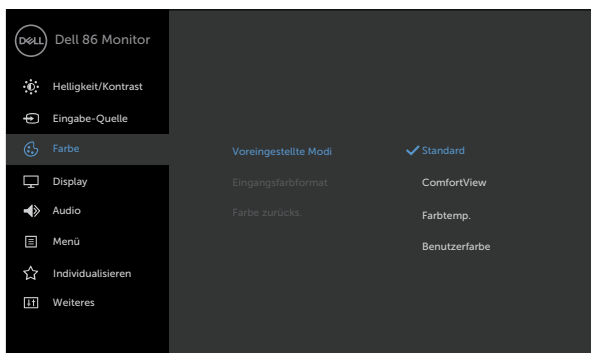 DELL Dell 86 Monitor
Helligkeit/Kontrast
Eingabe-Quelle
Farbe
Display
Audio
Menü
Individualisieren
Weiteres
Voreingestellte Modi
Eingangsfarbformat
Farbe zurücks.
Standard
ComfortView
Farbtemp.
Benutzerfarbe